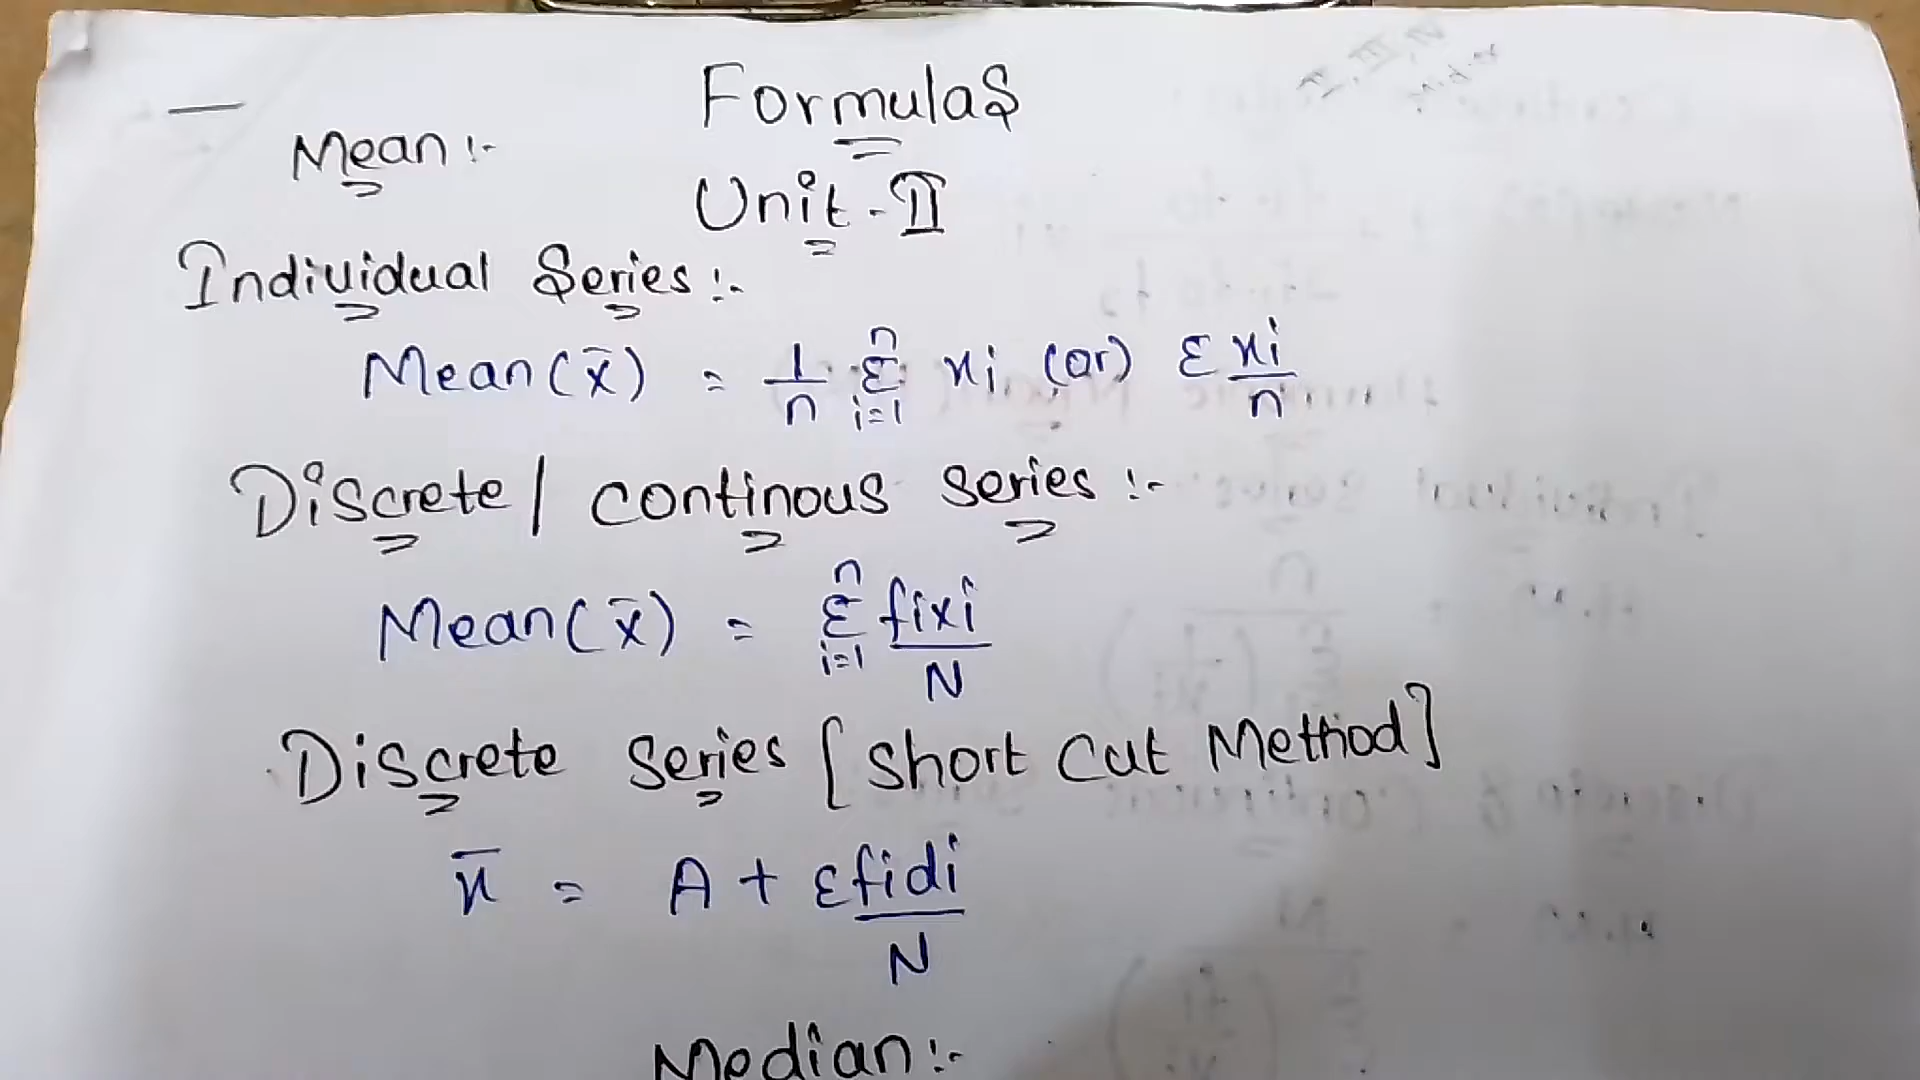 Formulas
Mean:-
Unit-II
Individual Series:-
Mean(x̄) = 1/n Σ_{i=1}^{n} xi (or) Σ xi/n
Discrete/ continous series:-
Mean(x̄) = Σ_{i=1}^{n} fixi/N
Discrete series [short cut Method]
x̄ = A + Σfidi/N
Median:-